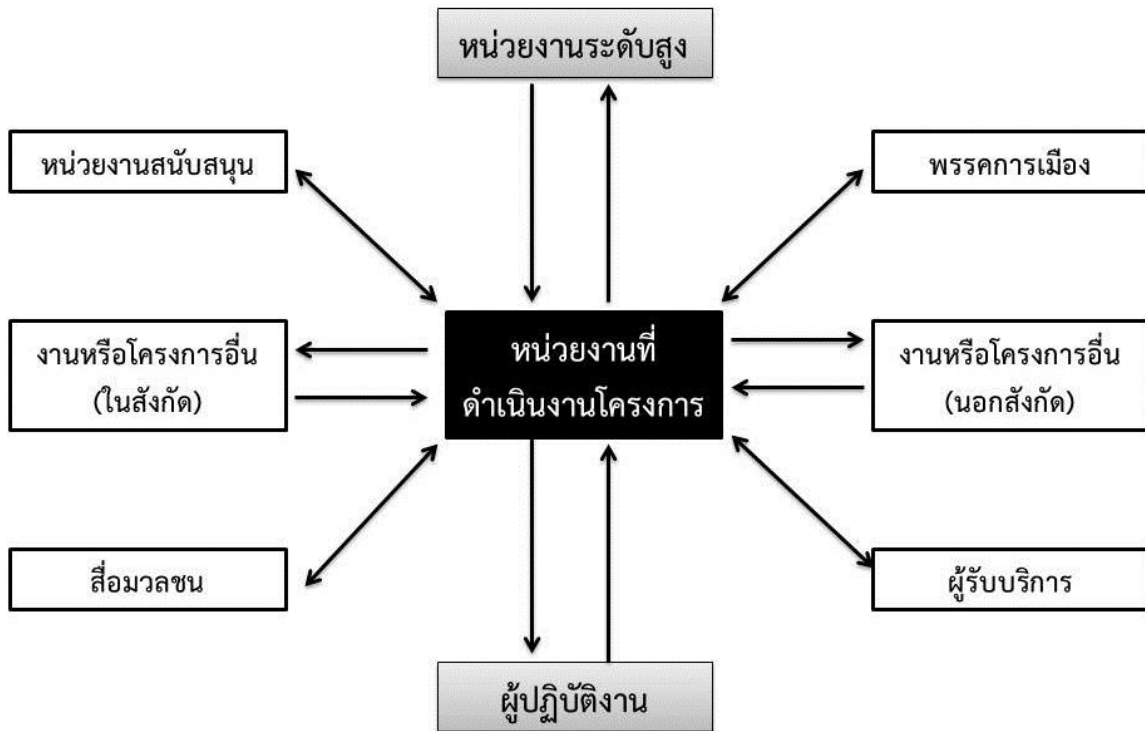 หน่วยงานระดับสูง
หน่วยงานสนับสนุน
พรรคการเมือง
งานหรือโครงการอื่น
(ในสังกัด)
หน่วยงานที่
ดำเนินงานโครงการ
งานหรือโครงการอื่น
(นอกสังกัด)
สื่อมวลชน
ผู้รับบริการ
ผู้ปฏิบัติงาน